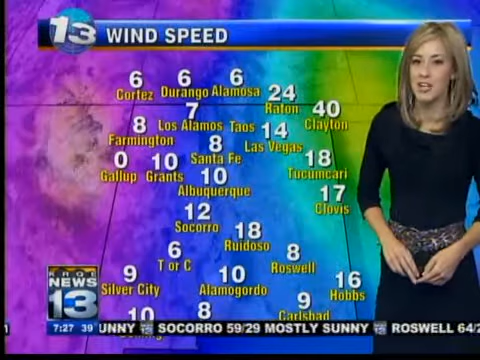 13 WIND SPEED
6 6 6 24
Cortez Durango Alamosa Raton
8 7 14 40
Farmington Los Alamos Taos Las Vegas Clayton
0 10 8 18
Gallup Grants Santa Fe Tucumcari
10 17
Albuquerque Clovis
12 18
Socorro Ruidoso
6 8
T or C Roswell
9 10 16
Silver City Alamogordo Hobbs
10 8 9
Carlsbad
KRQE
NEWS
13
7:27 39° UNNY SOCORRO 59/29 MOSTLY SUNNY ROSWELL 64/